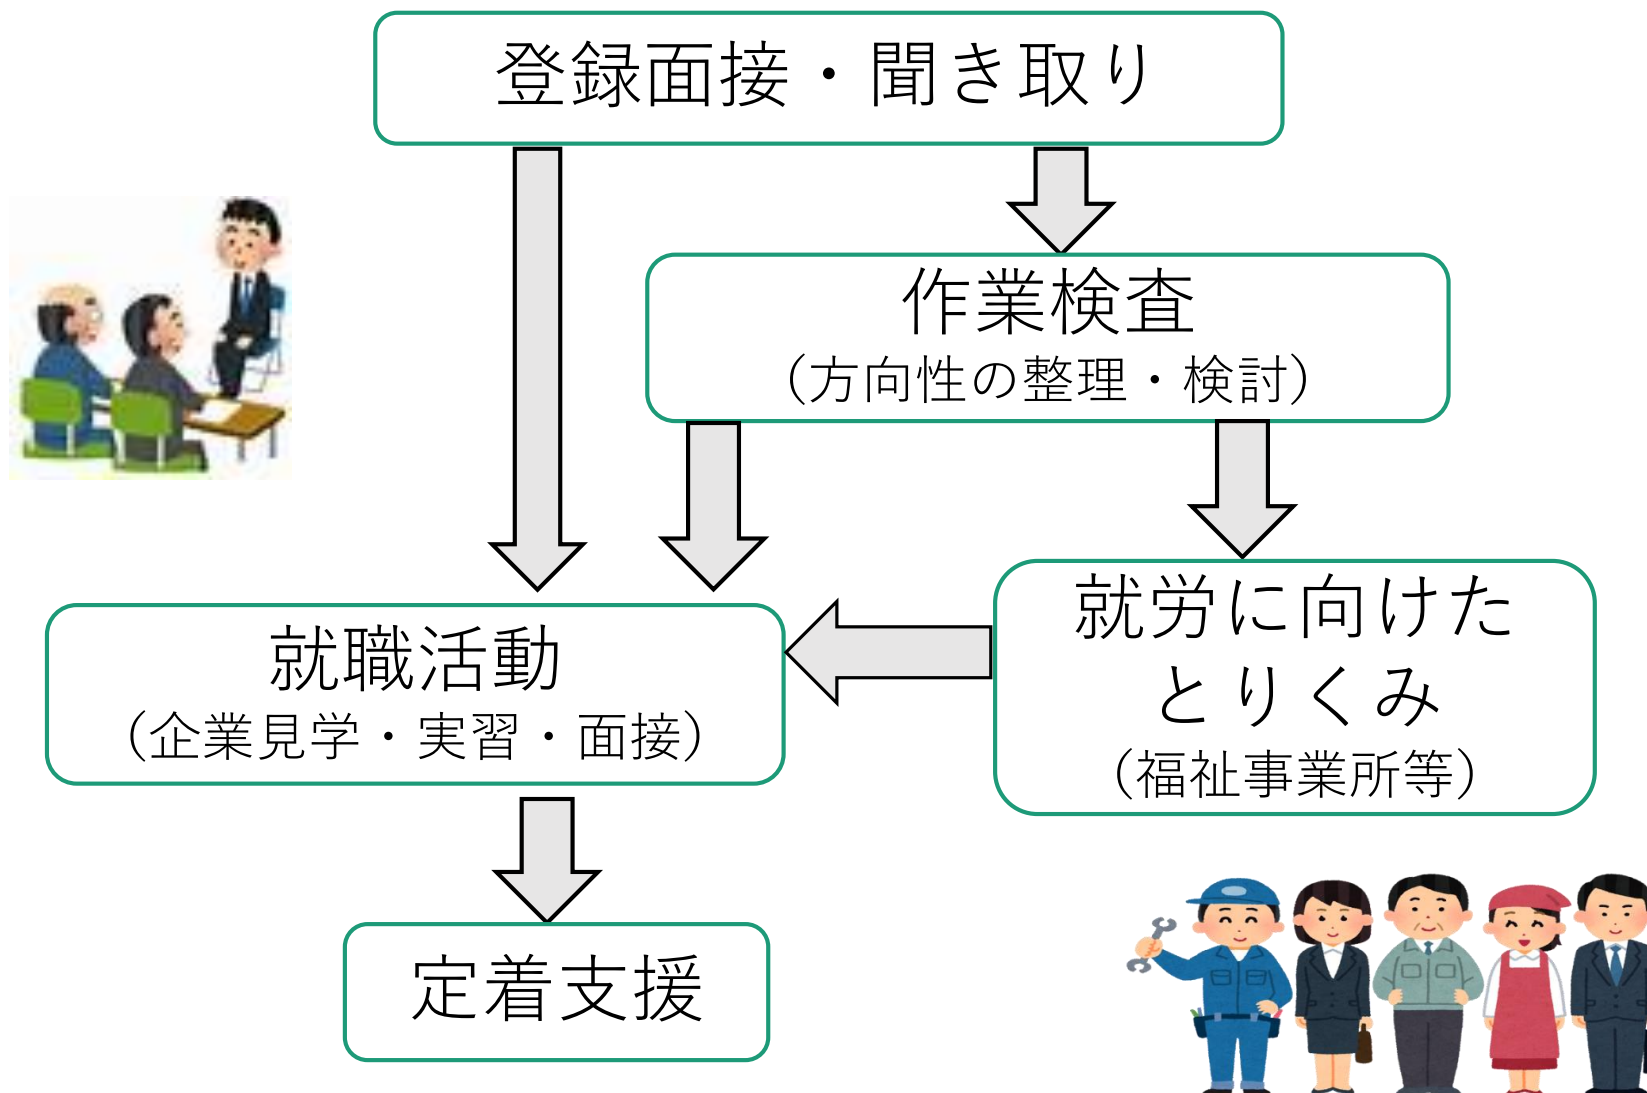 登録面接・聞き取り
作業検査
（方向性の整理・検討）
就労に向けた
とりくみ
（福祉事業所等）
就職活動
（企業見学・実習・面接）
定着支援